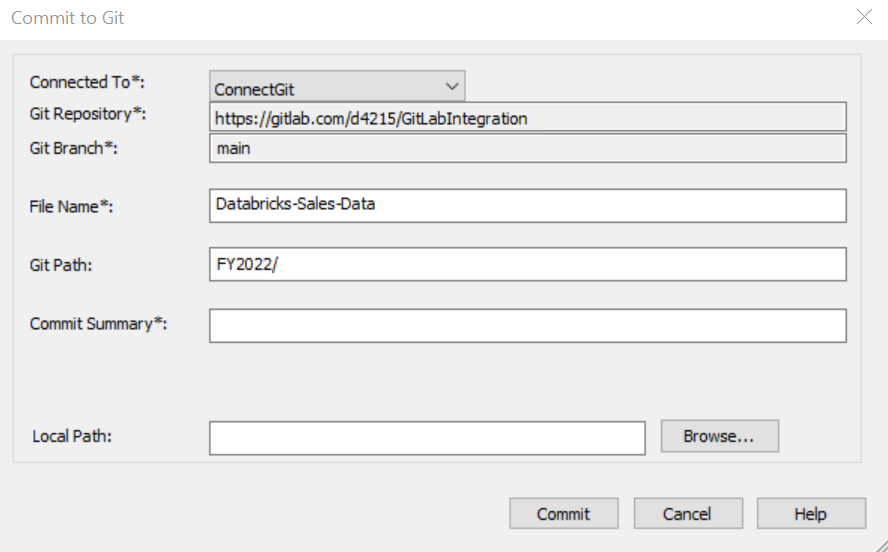 Commit to Git
Connected To*: ConnectGit
Git Repository*: https://gitlab.com/d4215/GitLabIntegration
Git Branch*: main
File Name*: Databricks-Sales-Data
Git Path: FY2022/
Commit Summary*:
Local Path: Browse...
Commit Cancel Help